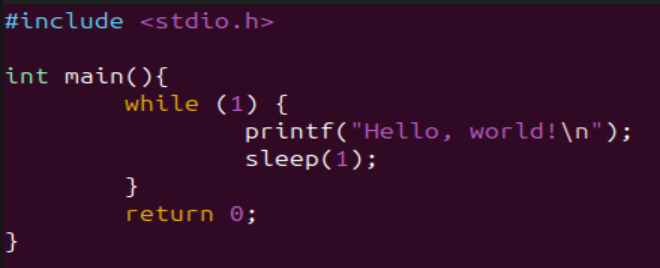 #include <stdio.h>
int main(){
while (1) {
printf("Hello, world!\n");
sleep(1);
}
return 0;
}